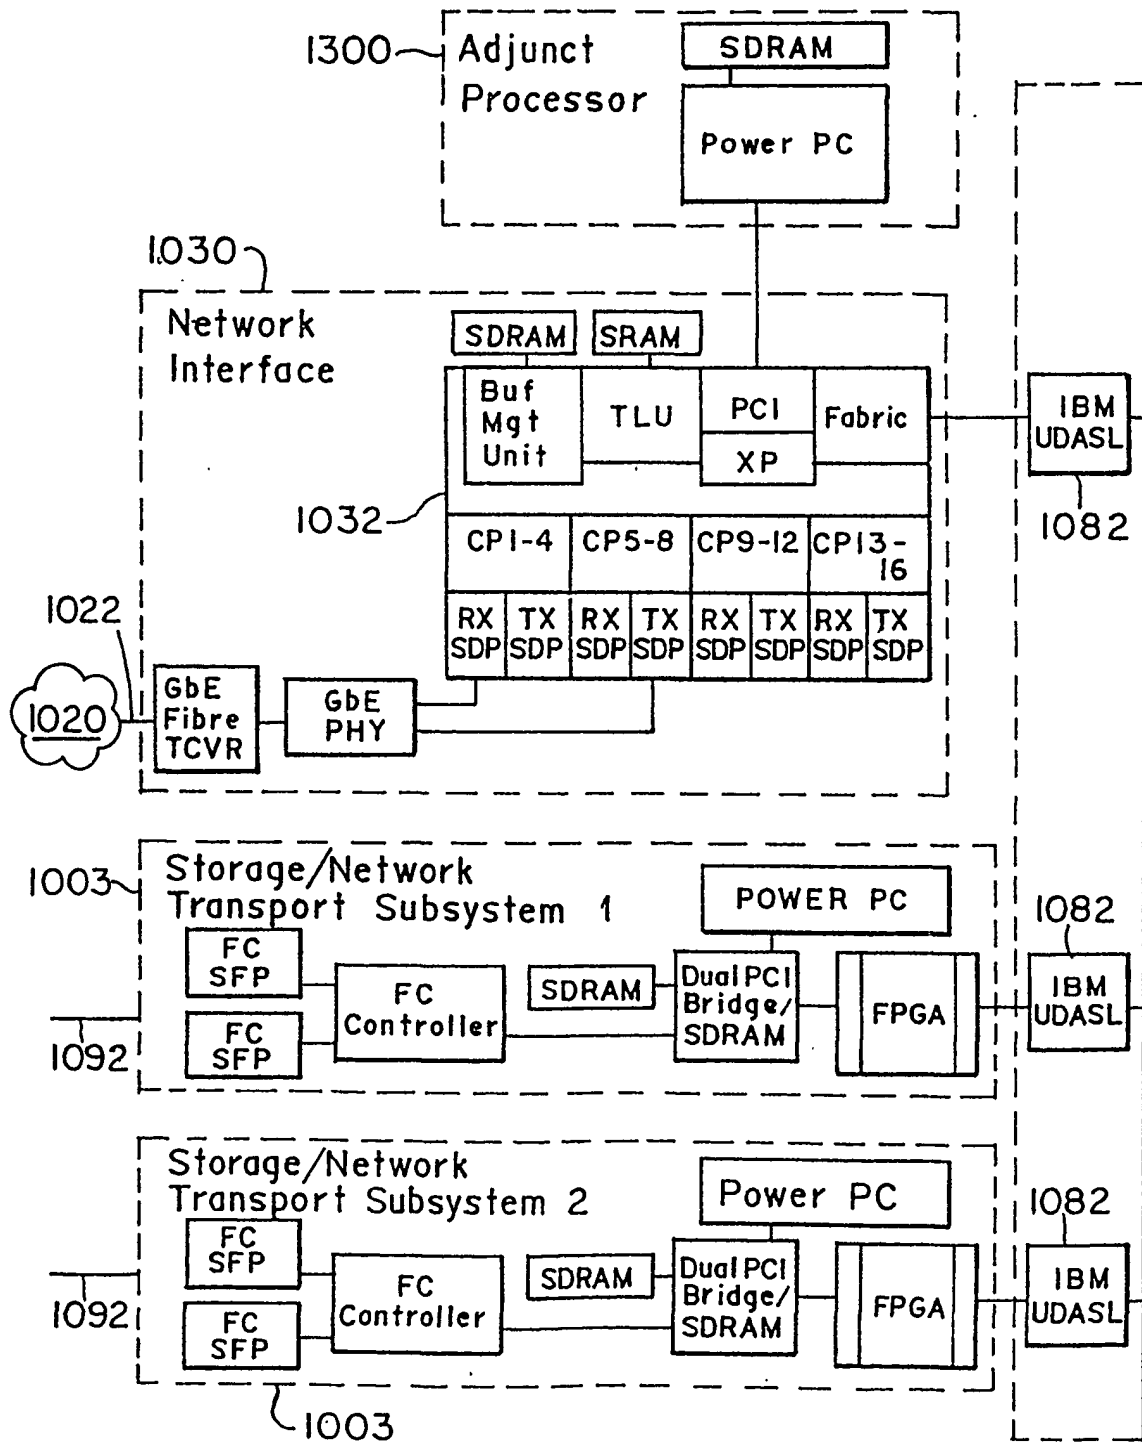 1300
Adjunct
Processor
SDRAM
Power PC
1030
Network
Interface
SDRAM
SRAM
Buf
Mgt
Unit
TLU
PCI
XP
Fabric
IBM
UDASL
1082
1032
CP1-4
CP5-8
CP9-12
CP13-
16
RX
SDP
TX
SDP
RX
SDP
TX
SDP
RX
SDP
TX
SDP
RX
SDP
TX
SDP
1022
1020
GbE
Fibre
TCVR
GbE
PHY
1003
Storage/Network
Transport Subsystem 1
FC
SFP
FC
SFP
1092
FC
Controller
SDRAM
POWER PC
Dual PCI
Bridge/
SDRAM
FPGA
1082
IBM
UDASL
Storage/Network
Transport Subsystem 2
FC
SFP
FC
SFP
1092
FC
Controller
SDRAM
Power PC
Dual PCI
Bridge/
SDRAM
FPGA
1082
IBM
UDASL
1003